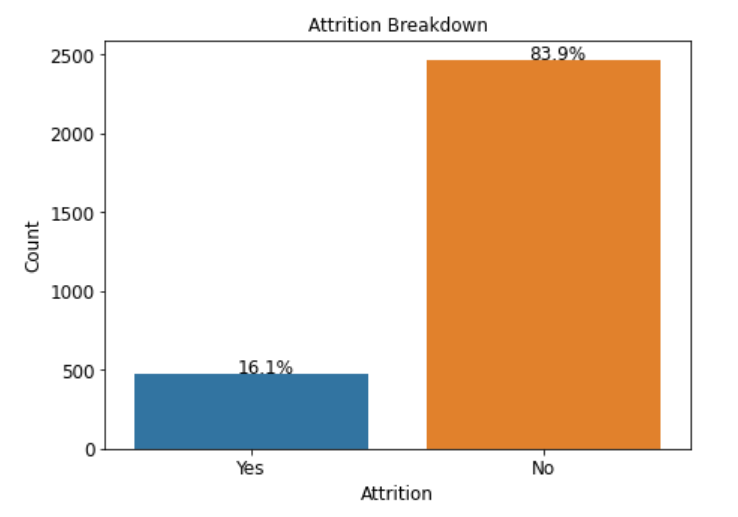 Attrition Breakdown
2500
2000
1500
1000
500
0
Count
83.9%
16.1%
Yes
No
Attrition